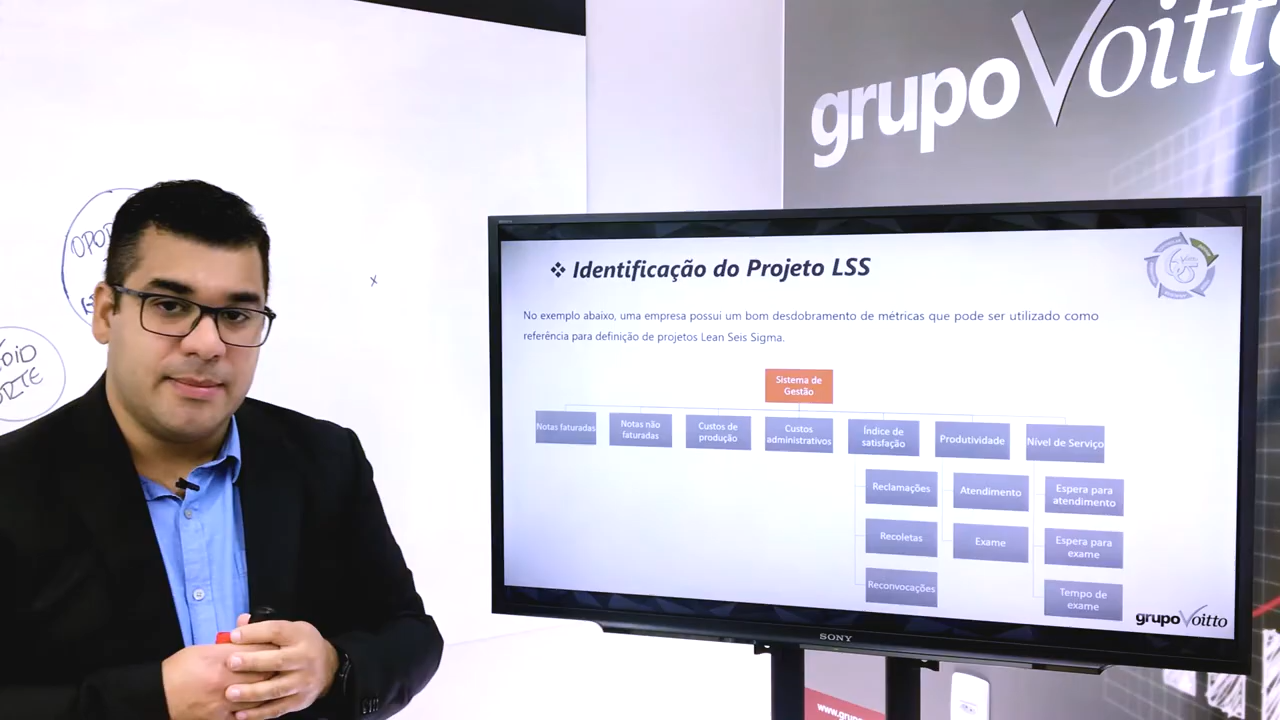 grupoVoitto
SONY
❖ Identificação do Projeto LSS
No exemplo abaixo, uma empresa possui um bom desdobramento de métricas que pode ser utilizado como
referência para definição de projetos Lean Seis Sigma.
Sistema de
Gestão
Notas faturadas
Notas não
faturadas
Custos de
produção
Custos
administrativos
Índice de
satisfação
Produtividade
Nível de Serviço
Reclamações
Recoletas
Reconvocações
Atendimento
Exame
Espera para
atendimento
Espera para
exame
Tempo de
exame
grupoVoitto
SONY
www.grup
x